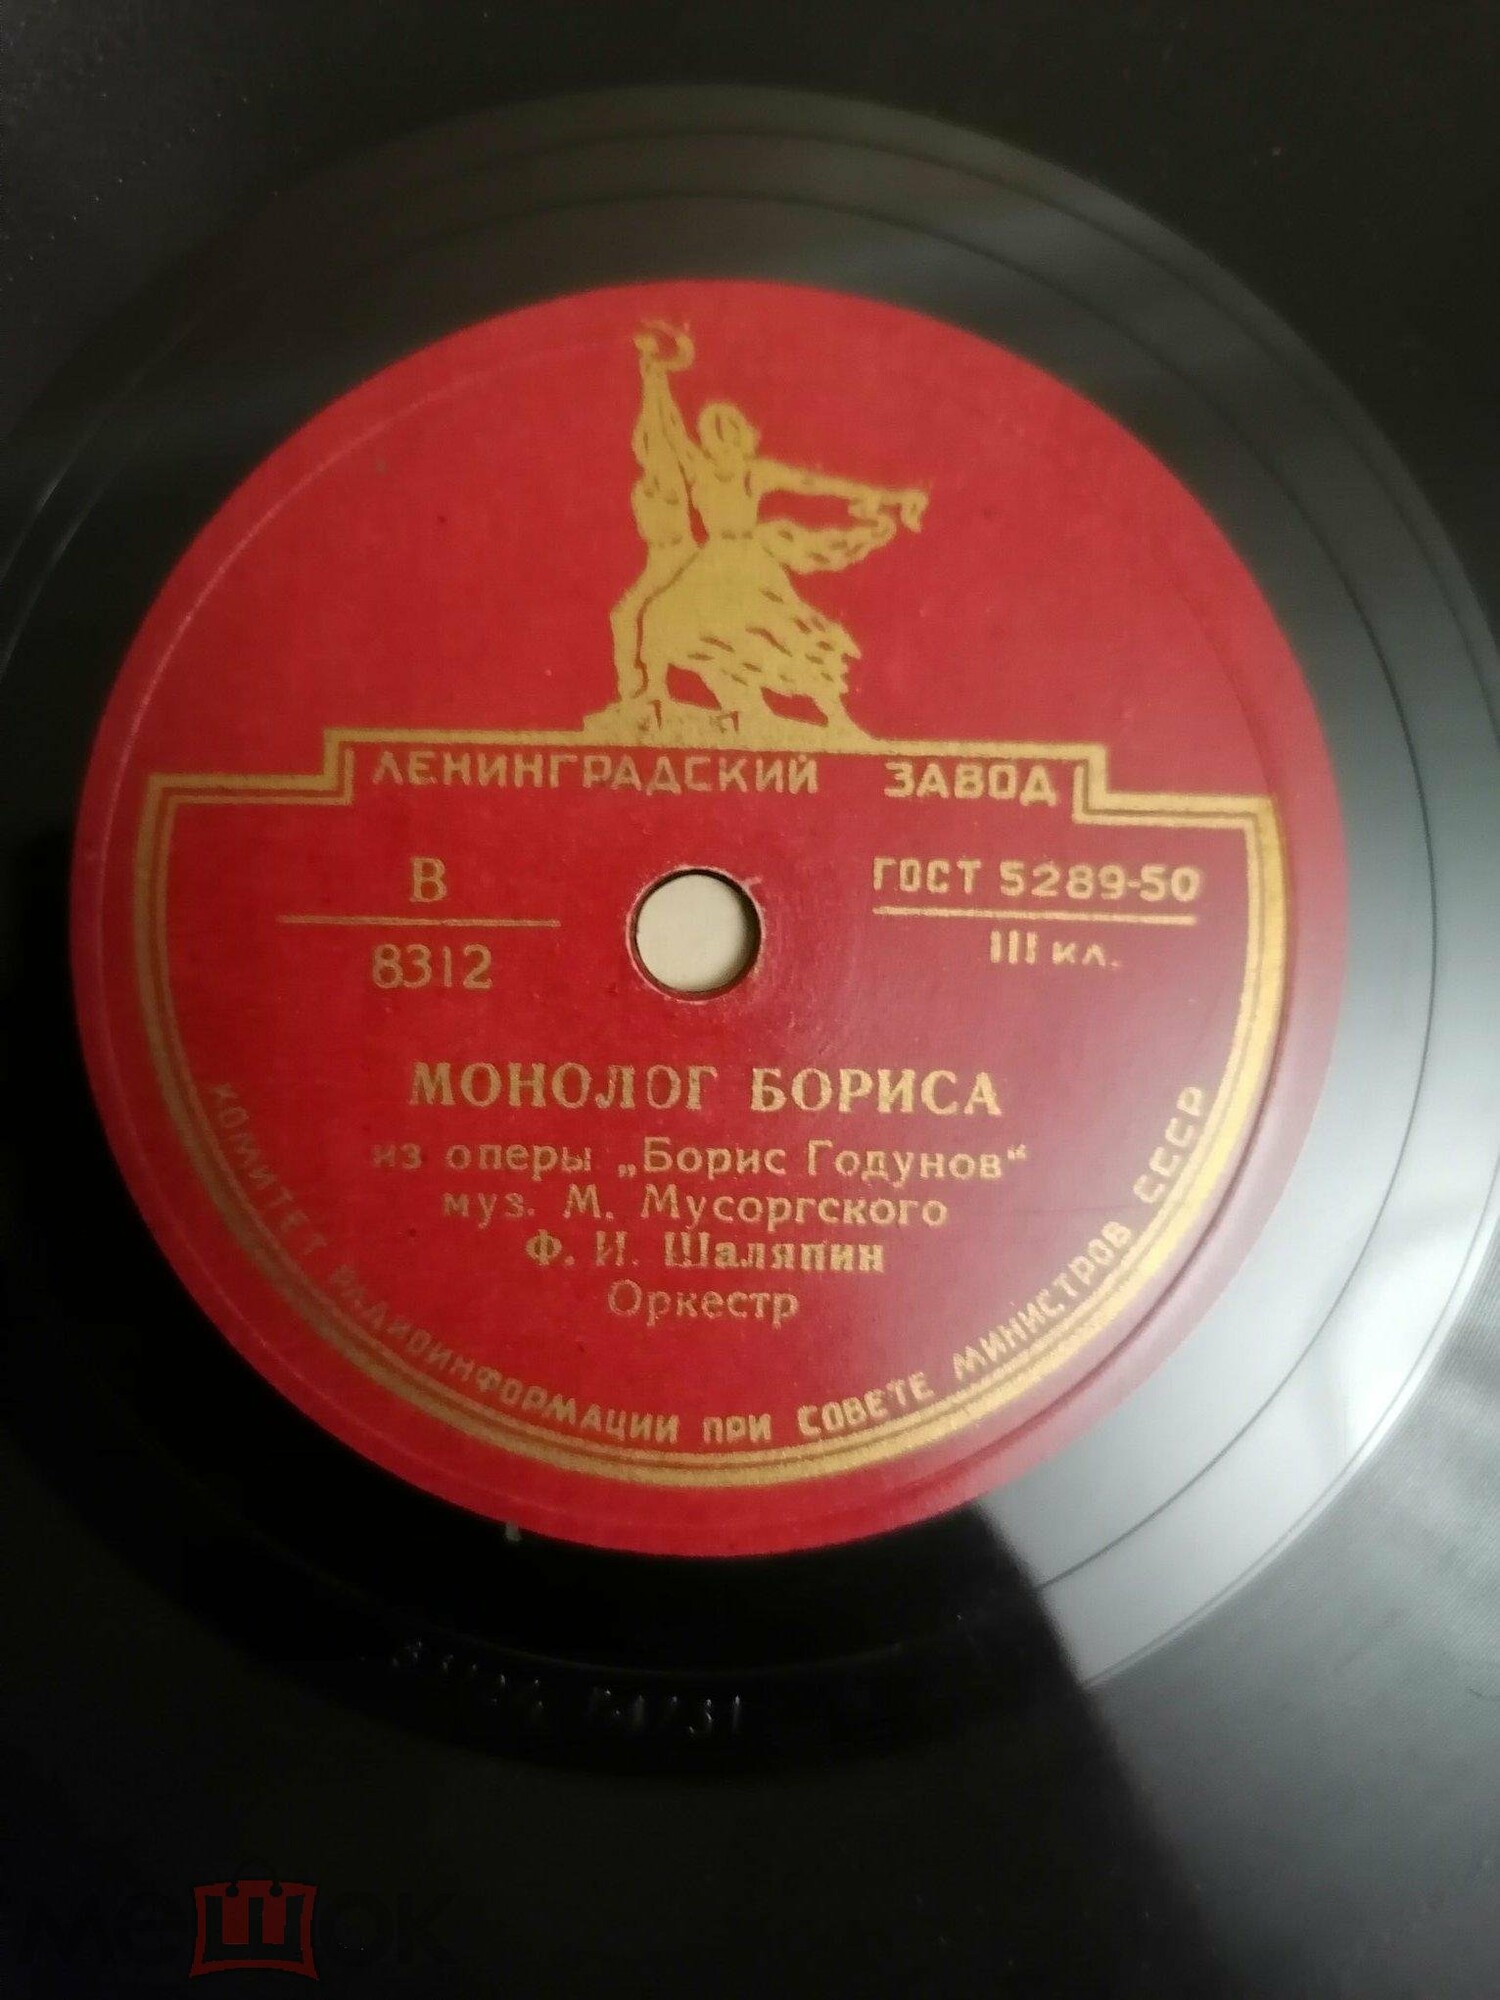 ЛЕНИНГРАДСКИЙ ЗАВОД
В
8312
ГОСТ 5289-50
III кл.
МОНОЛОГ БОРИСА
из оперы „Борис Годунов“
муз. М. Мусоргского
Ф. И. Шаляпин
Оркестр
КОМИТЕТ РАДИОИНФОРМАЦИИ ПРИ СОВЕТЕ МИНИСТРОВ СССР
мешок